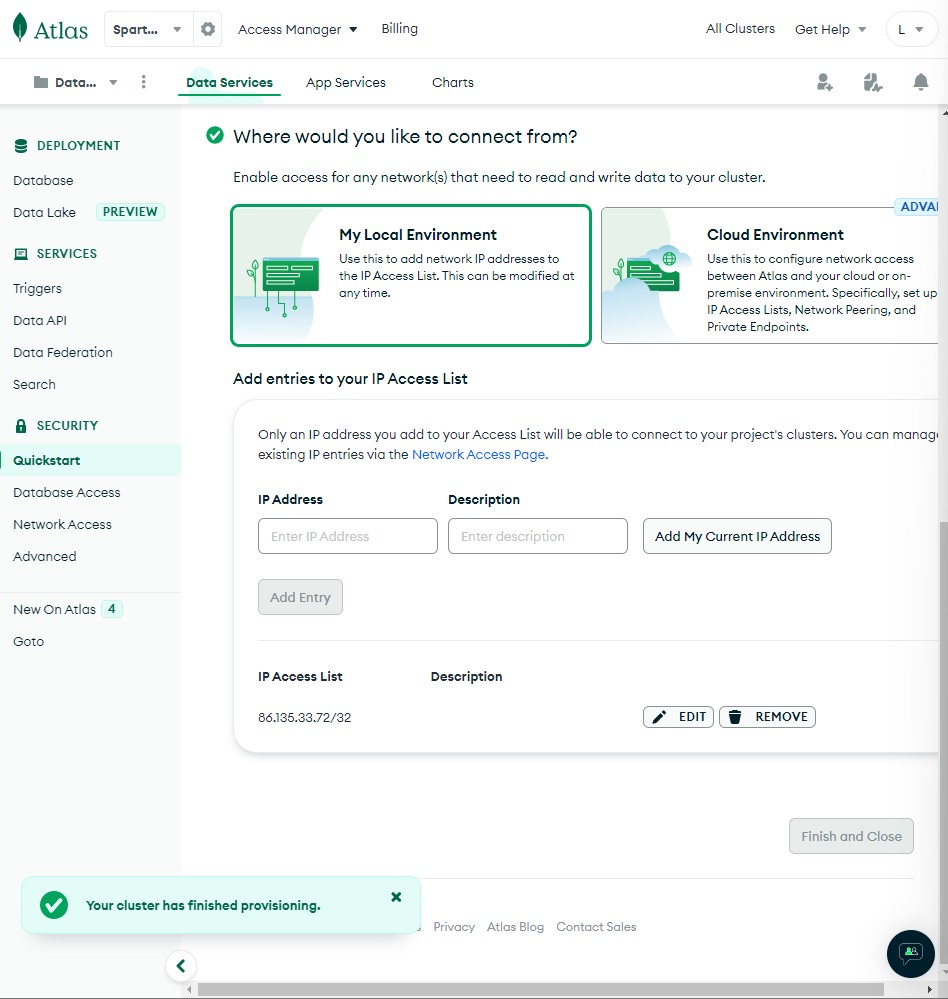 Atlas
Spart...
Access Manager
Billing
All Clusters
Get Help
L
Data...
Data Services
App Services
Charts
DEPLOYMENT
Database
Data Lake PREVIEW
SERVICES
Triggers
Data API
Data Federation
Search
SECURITY
Quickstart
Database Access
Network Access
Advanced
New On Atlas 4
Goto
Where would you like to connect from?
Enable access for any network(s) that need to read and write data to your cluster.
My Local Environment
Use this to add network IP addresses to
the IP Access List. This can be modified at
any time.
ADVA
Cloud Environment
Use this to configure network access
between Atlas and your cloud or on-
premise environment. Specifically, set up
IP Access Lists, Network Peering, and
Private Endpoints.
Add entries to your IP Access List
Only an IP address you add to your Access List will be able to connect to your project's clusters. You can manage
existing IP entries via the Network Access Page.
IP Address
Description
Enter IP Address
Enter description
Add My Current IP Address
Add Entry
IP Access List
Description
86.135.33.72/32
EDIT
REMOVE
Finish and Close
Your cluster has finished provisioning.
Privacy
Atlas Blog
Contact Sales